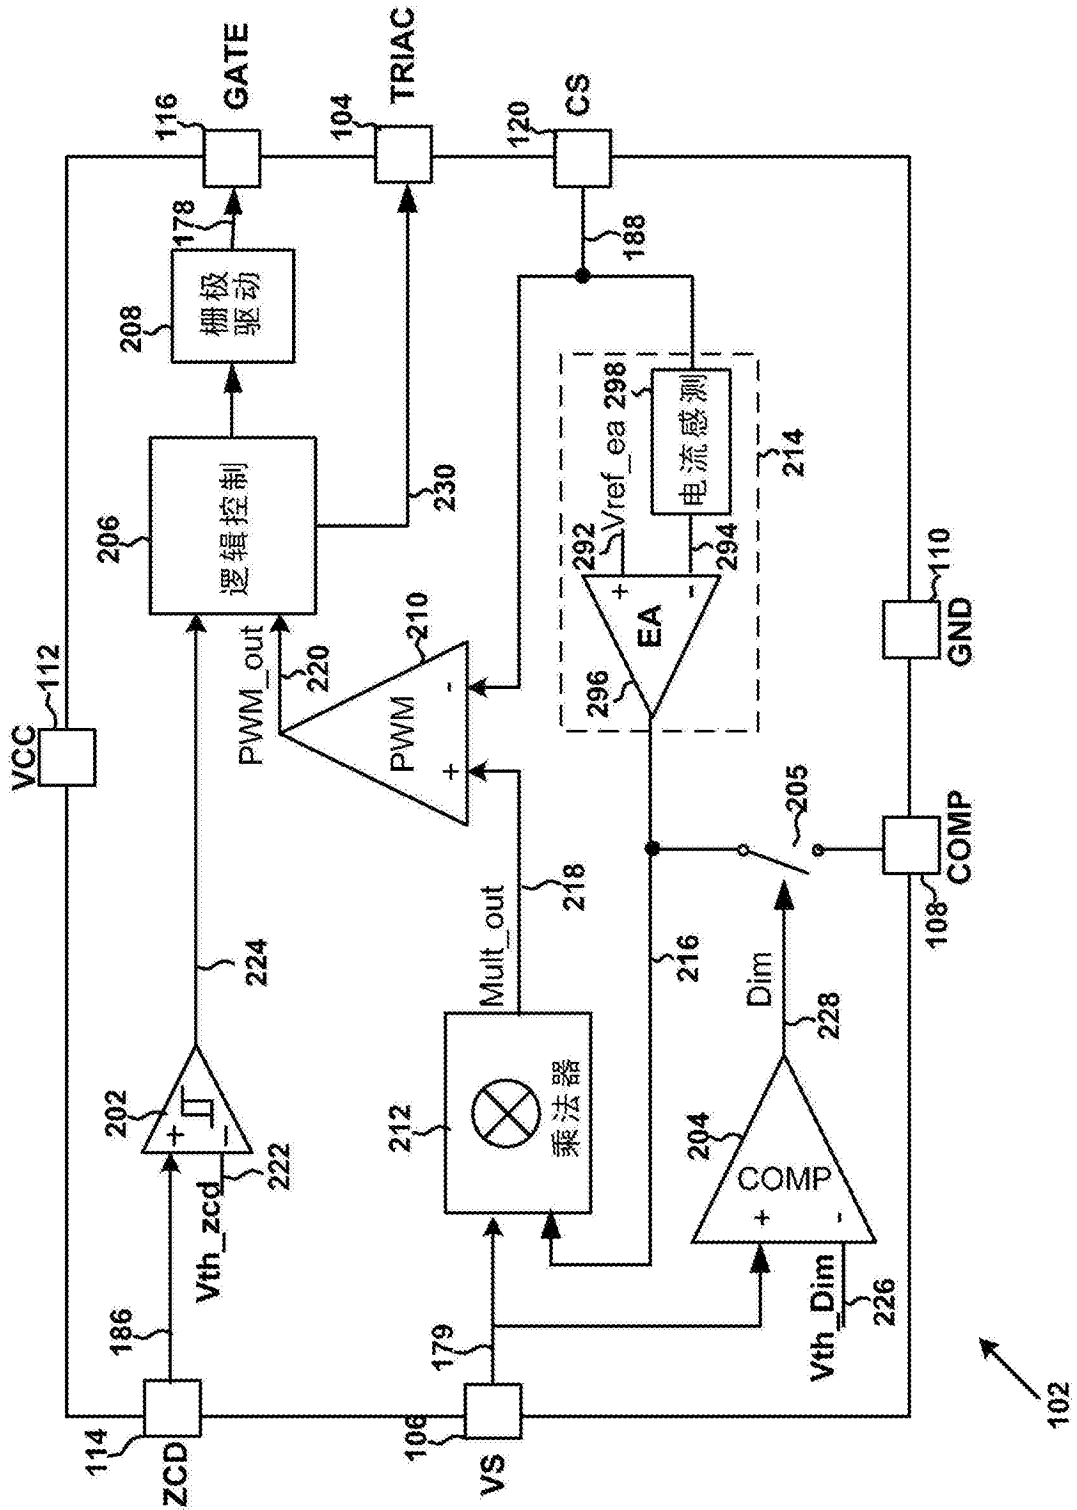 VCC
112
ZCD
114
186
202
+
-
Vth_zcd
222
224
206
逻辑控制
208
栅极
驱动
178
116
GATE
104
TRIAC
230
PWM_out
220
210
PWM
+
-
120
CS
188
VS
106
179
212
乘法器
Mult_out
218
216
EA
+
-
296
292
Vref_ea
294
298
电流感测
214
204
COMP
+
-
Vth_Dim
226
Dim
228
205
108
COMP
110
GND
102